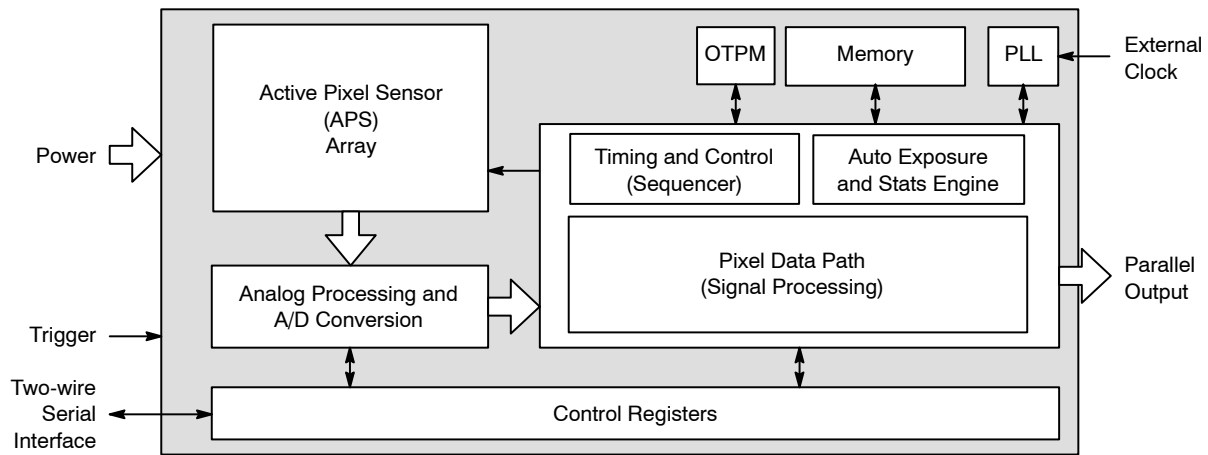 Active Pixel Sensor
(APS)
Array
OTPM
Memory
PLL
External
Clock
Power
Timing and Control
(Sequencer)
Auto Exposure
and Stats Engine
Pixel Data Path
(Signal Processing)
Parallel
Output
Analog Processing and
A/D Conversion
Trigger
Two-wire
Serial
Interface
Control Registers